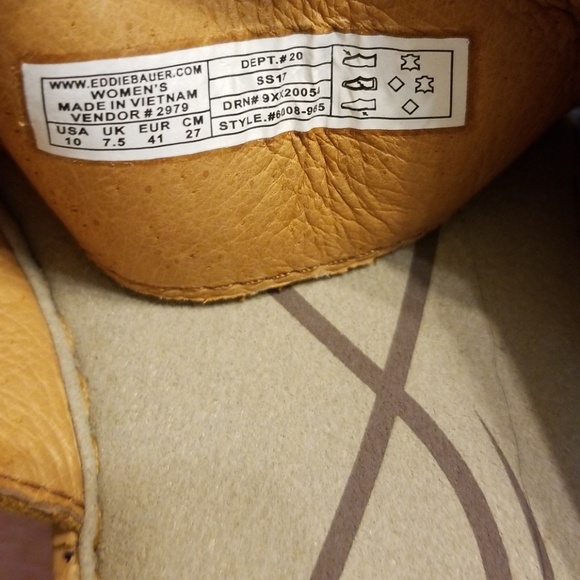 WWW.EDDIEBAUER.COM
WOMEN'S
MADE IN VIETNAM
VENDOR # 2979
USA UK EUR CM
10 7.5 41 27
DEPT.# 20
SS17
DRN#
STYLE.#